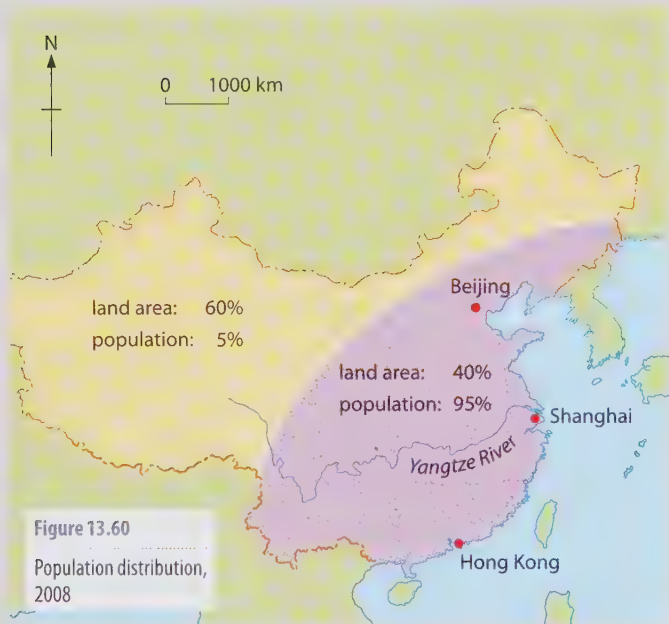 N
0 1000 km
Beijing
land area: 60%
population: 5%
land area: 40%
population: 95%
Shanghai
Yangtze River
Figure 13.60
Population distribution,
2008
Hong Kong